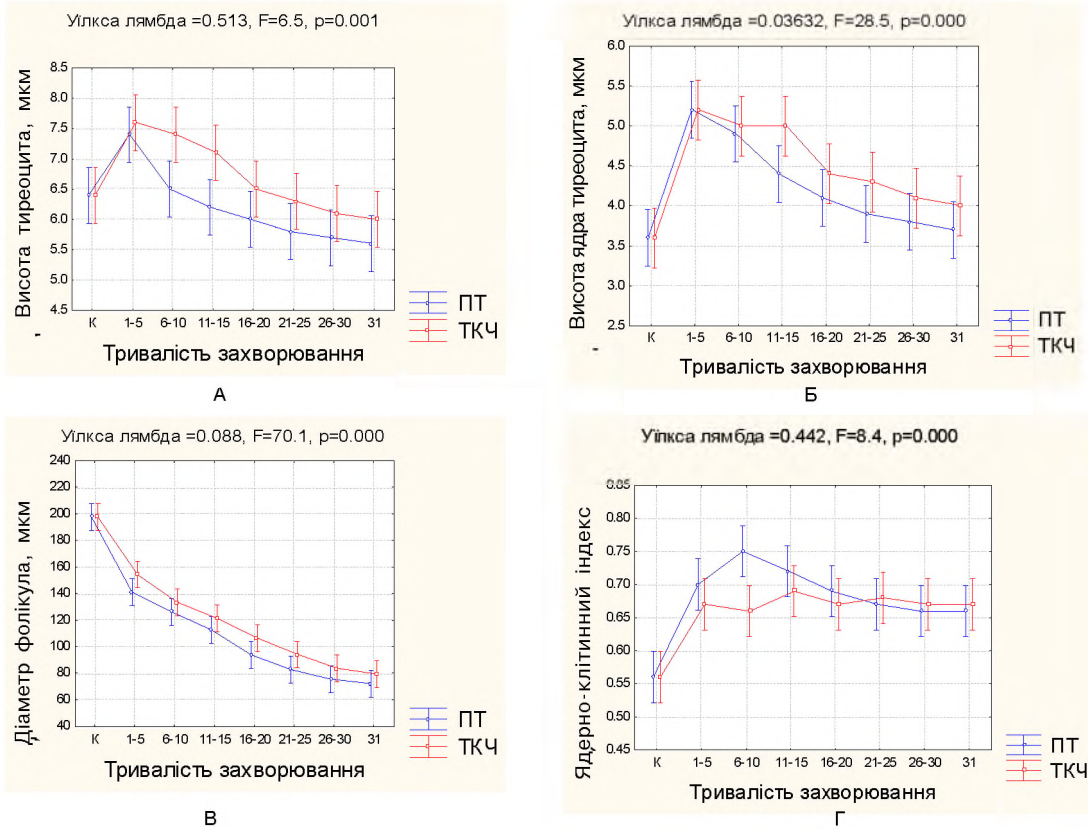 Уїлкса лямбда =0.513, F=6.5, p=0.001
Висота тиреоцита, мкм
8.5
8.0
7.5
7.0
6.5
6.0
5.5
5.0
4.5
К 1-5 6-10 11-15 16-20 21-25 26-30 31
ПТ
ТКЧ
Тривалість захворювання
А
Уїлкса лямбда =0.03632, F=28.5, p=0.000
Висота ядра тиреоцита, мкм
6.0
5.5
5.0
4.5
4.0
3.5
3.0
2.5
К 1-5 6-10 11-15 16-20 21-25 26-30 31
ПТ
ТКЧ
Тривалість захворювання
Б
Уїлкса лямбда =0.088, F=70.1, p=0.000
Діаметр фолікула, мкм
240
220
200
180
160
140
120
100
80
60
40
К 1-5 6-10 11-15 16-20 21-25 26-30 31
ПТ
ТКЧ
Тривалість захворювання
В
Уїлкса лямбда =0.442, F=8.4, p=0.000
Ядерно-клітинний індекс
0.85
0.80
0.75
0.70
0.65
0.60
0.55
0.50
0.45
К 1-5 6-10 11-15 16-20 21-25 26-30 31
ПТ
ТКЧ
Тривалість захворювання
Г